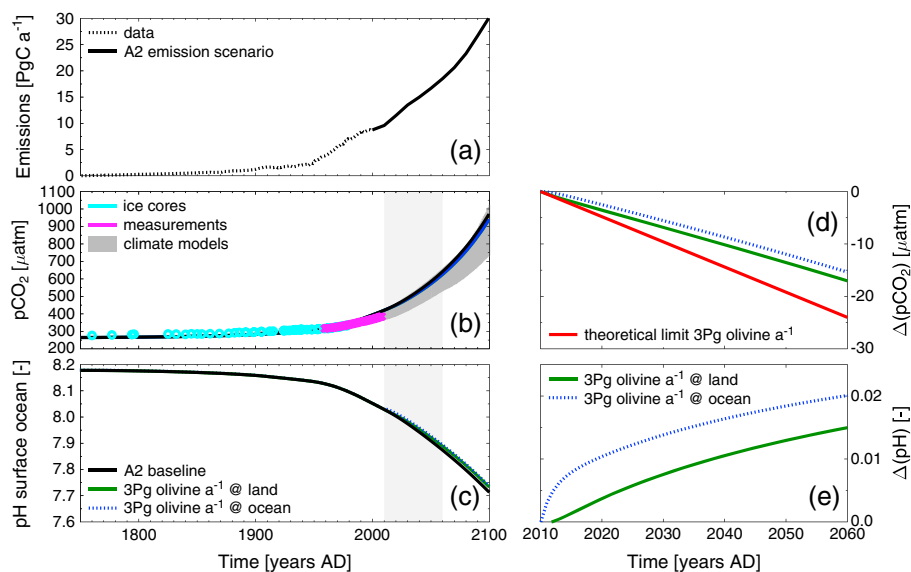 30
25
20
15
10
5
0
Emissions [PgC a⁻¹]
data
A2 emission scenario
(a)
1100
1000
900
800
700
600
500
400
300
200
pCO₂ [μatm]
ice cores
measurements
climate models
(b)
8.2
8.1
8.0
7.9
7.8
7.7
7.6
pH surface ocean [-]
A2 baseline
3Pg olivine a⁻¹ @ land
3Pg olivine a⁻¹ @ ocean
(c)
1800 1900 2000 2100
Time [years AD]
(d)
theoretical limit 3Pg olivine a⁻¹
0
-10
-20
-30
Δ(pCO₂) [μatm]
3Pg olivine a⁻¹ @ land
3Pg olivine a⁻¹ @ ocean
(e)
0.02
0.01
0.0
Δ(pH) [-]
2010 2020 2030 2040 2050 2060
Time [years AD]